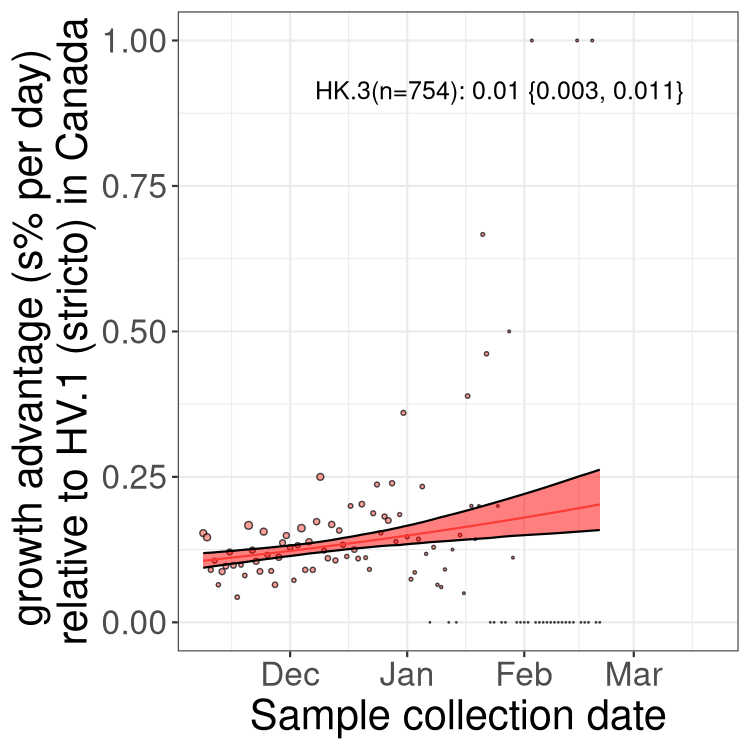 growth advantage (s% per day)
relative to HV.1 (stricto) in Canada
1.00
0.75
0.50
0.25
0.00
HK.3(n=754): 0.01 {0.003, 0.011}
Dec Jan Feb Mar
Sample collection date